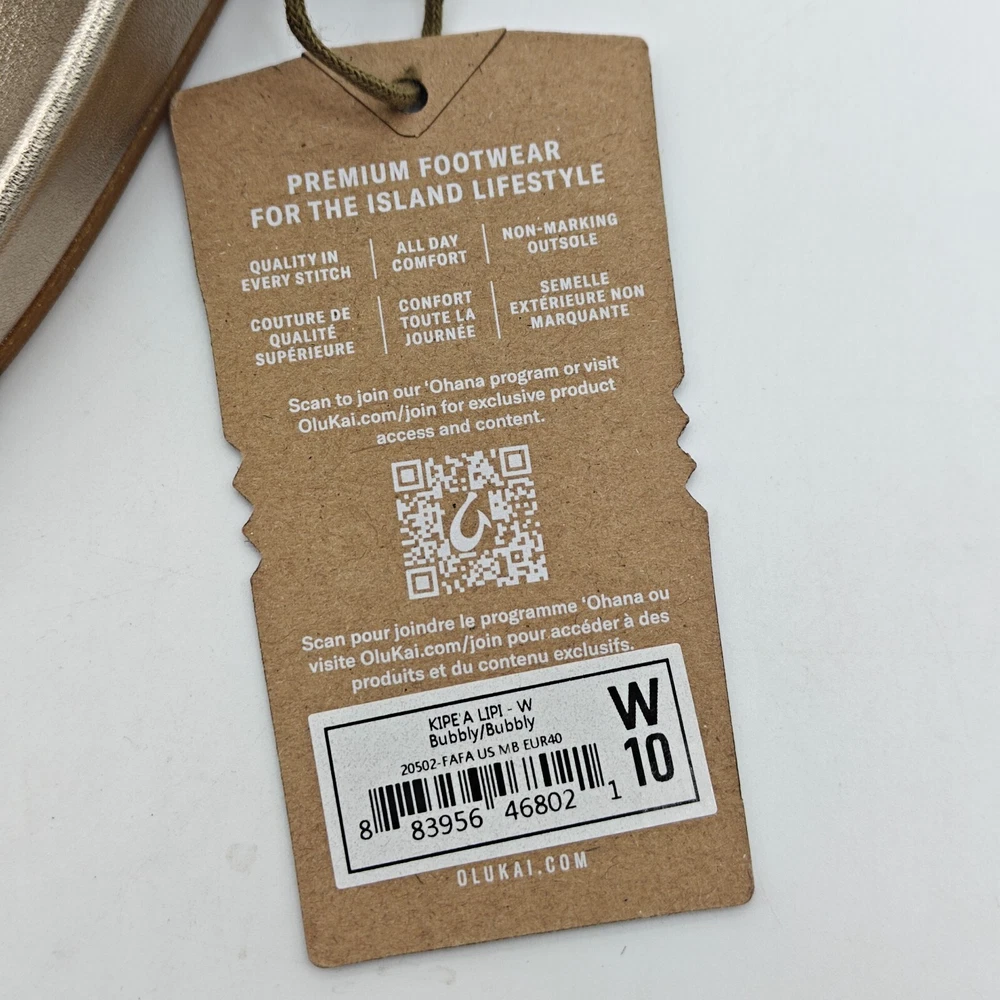 PREMIUM FOOTWEAR
FOR THE ISLAND LIFESTYLE
QUALITY IN
EVERY STITCH
ALL DAY
COMFORT
NON-MARKING
OUTSOLE
COUTURE DE
QUALITÉ
SUPÉRIEURE
CONFORT
TOUTE LA
JOURNÉE
SEMELLE
EXTÉRIEURE NON
MARQUANTE
Scan to join our ‘Ohana program or visit
OluKai.com/join for exclusive product
access and content.
Scan pour joindre le programme ‘Ohana ou
visite OluKai.com/join pour accéder à des
produits et du contenu exclusifs.
KIPE'A LIPI - W
Bubbly/Bubbly
20502-FAFA US MB EUR40
W
10
8 83956 46802 1
OLUKAI.COM